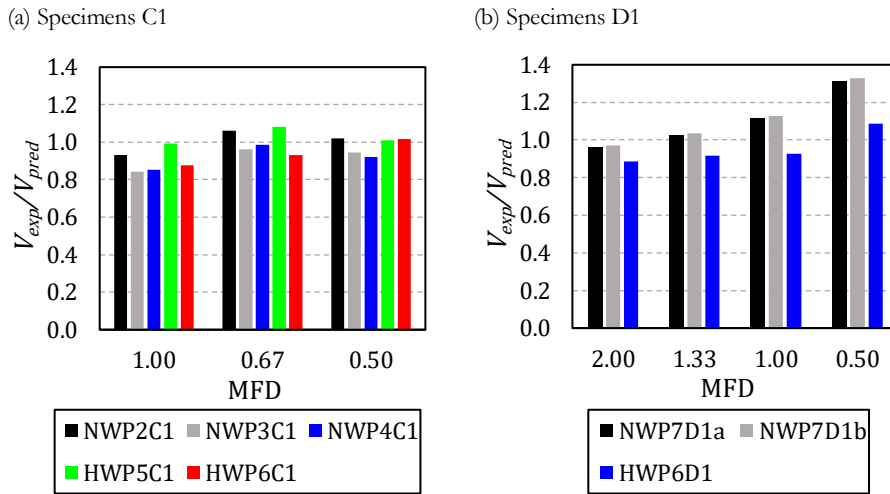 (a) Specimens C1
1.4
1.2
1.0
0.8
0.6
0.4
0.2
0.0
Vexp/Vpred
1.00 0.67 0.50
MFD
NWP2C1 NWP3C1 NWP4C1
HWP5C1 HWP6C1
(b) Specimens D1
1.4
1.2
1.0
0.8
0.6
0.4
0.2
0.0
Vexp/Vpred
2.00 1.33 1.00 0.50
MFD
NWP7D1a NWP7D1b
HWP6D1